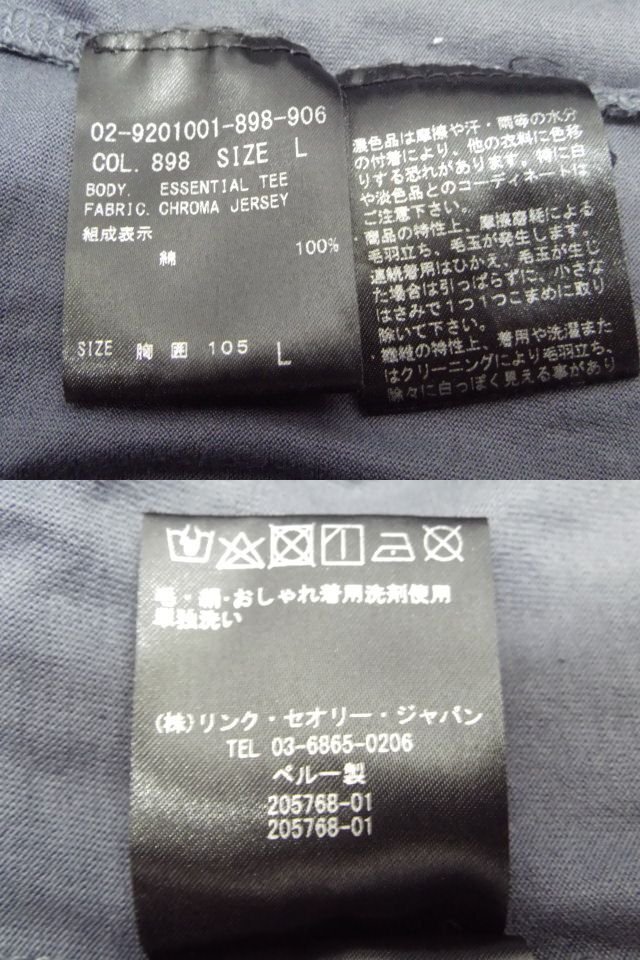 02-9201001-898-906
COL. 898 SIZE L
BODY. ESSENTIAL TEE
FABRIC. CHROMA JERSEY
組成表示
綿 100%
SIZE 胸囲 105 L
濃色品は摩擦や汗・雨等の水分
の付着により、他の衣料に色移
りする恐れがあります。特に白
や淡色品とのコーディネートは
ご注意下さい。
・商品の特性上、摩擦磨耗による
毛羽立ち、毛玉が発生します。
連続着用はひかえ、毛玉が生じ
た場合は引っぱらずに、小さな
はさみで1つ1つこまめに取り
除いて下さい。
・繊維の特性上、着用や洗濯また
はクリーニングにより毛羽立ち、
除々に白っぽく見える事があり
毛・絹・おしゃれ着用洗剤使用
単独洗い
(株)リンク・セオリー・ジャパン
TEL 03-6865-0206
ペルー製
205768-01
205768-01